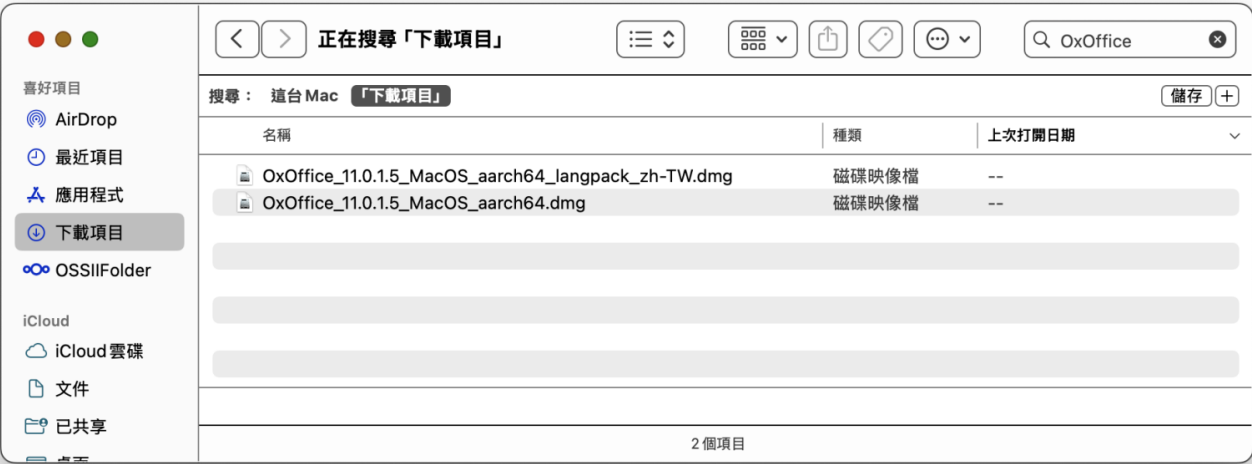 正在搜尋「下載項目」
OxOffice
喜好項目
AirDrop
最近項目
應用程式
下載項目
OSSIIFolder
iCloud
iCloud雲碟
文件
已共享
搜尋： 這台Mac 「下載項目」 儲存 +
名稱 種類 上次打開日期
OxOffice_11.0.1.5_MacOS_aarch64_langpack_zh-TW.dmg 磁碟映像檔 --
OxOffice_11.0.1.5_MacOS_aarch64.dmg 磁碟映像檔 --
2個項目